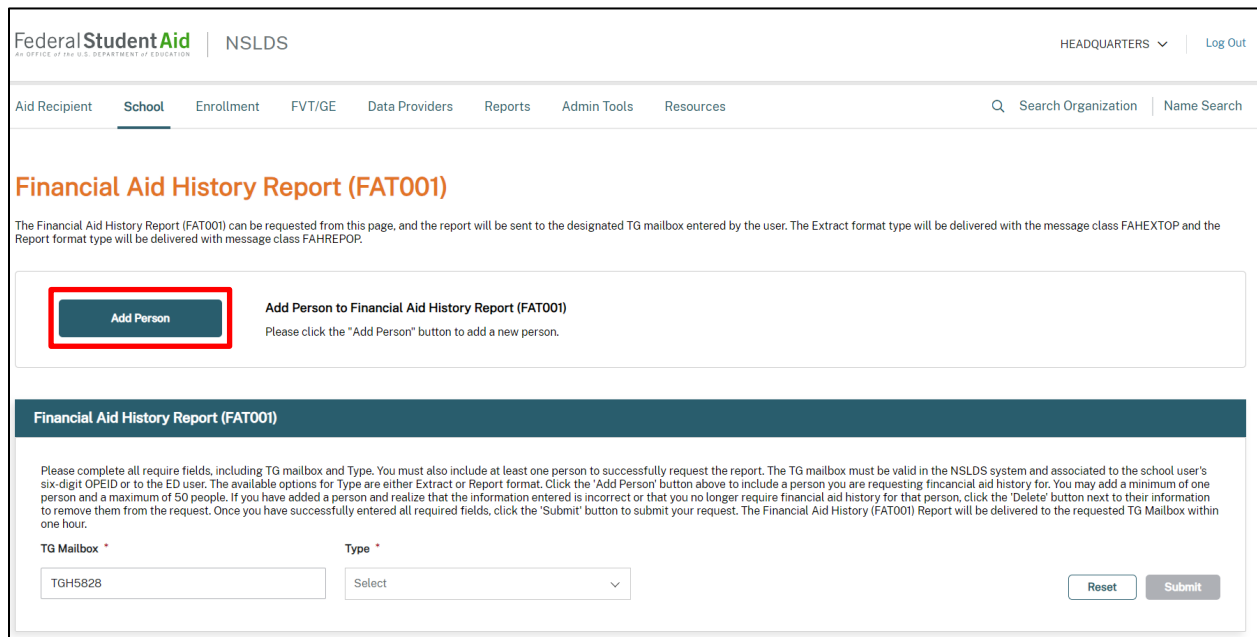 Federal Student Aid
An OFFICE of the U.S. DEPARTMENT of EDUCATION
NSLDS
HEADQUARTERS
Log Out
Aid Recipient School Enrollment FVT/GE Data Providers Reports Admin Tools Resources Search Organization Name Search
Financial Aid History Report (FAT001)
The Financial Aid History Report (FAT001) can be requested from this page, and the report will be sent to the designated TG mailbox entered by the user. The Extract format type will be delivered with the message class FAHEXTOP and the
Report format type will be delivered with message class FAHREPOP.
Add Person
Add Person to Financial Aid History Report (FAT001)
Please click the "Add Person" button to add a new person.
Financial Aid History Report (FAT001)
Please complete all require fields, including TG mailbox and Type. You must also include at least one person to successfully request the report. The TG mailbox must be valid in the NSLDS system and associated to the school user's
six-digit OPEID or to the ED user. The available options for Type are either Extract or Report format. Click the 'Add Person' button above to include a person you are requesting fincancial aid history for. You may add a minimum of one
person and a maximum of 50 people. If you have added a person and realize that the information entered is incorrect or that you no longer require financial aid history for that person, click the 'Delete' button next to their information
to remove them from the request. Once you have successfully entered all required fields, click the 'Submit' button to submit your request. The Financial Aid History (FAT001) Report will be delivered to the requested TG Mailbox within
one hour.
TG Mailbox * Type *
TGH5828 Select Reset Submit